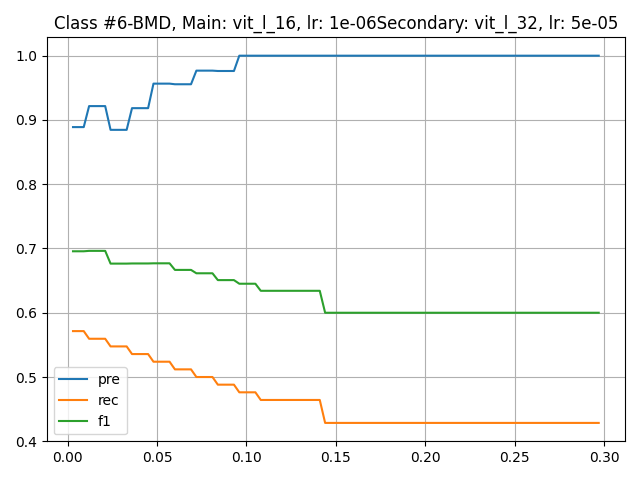 Class #6-BMD, Main: vit_l_16, lr: 1e-06Secondary: vit_l_32, lr: 5e-05
1.0
0.9
0.8
0.7
0.6
0.5
0.4
pre
rec
f1
0.00 0.05 0.10 0.15 0.20 0.25 0.30